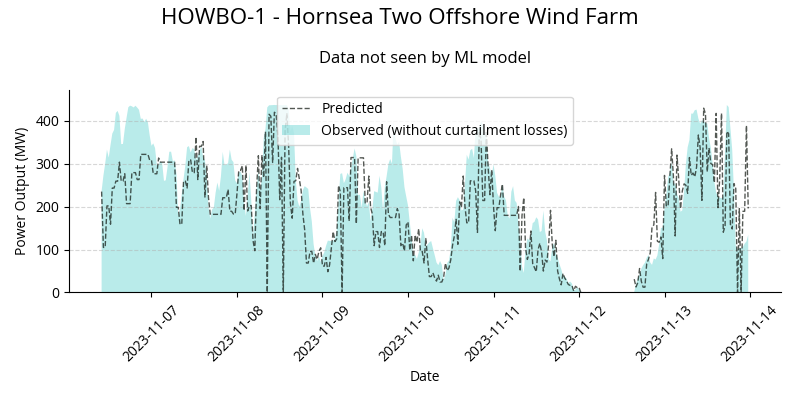 HOWBO-1 - Hornsea Two Offshore Wind Farm
Data not seen by ML model
Predicted
Observed (without curtailment losses)
Power Output (MW)
400
300
200
100
0
2023-11-07
2023-11-08
2023-11-09
2023-11-10
2023-11-11
2023-11-12
2023-11-13
2023-11-14
Date